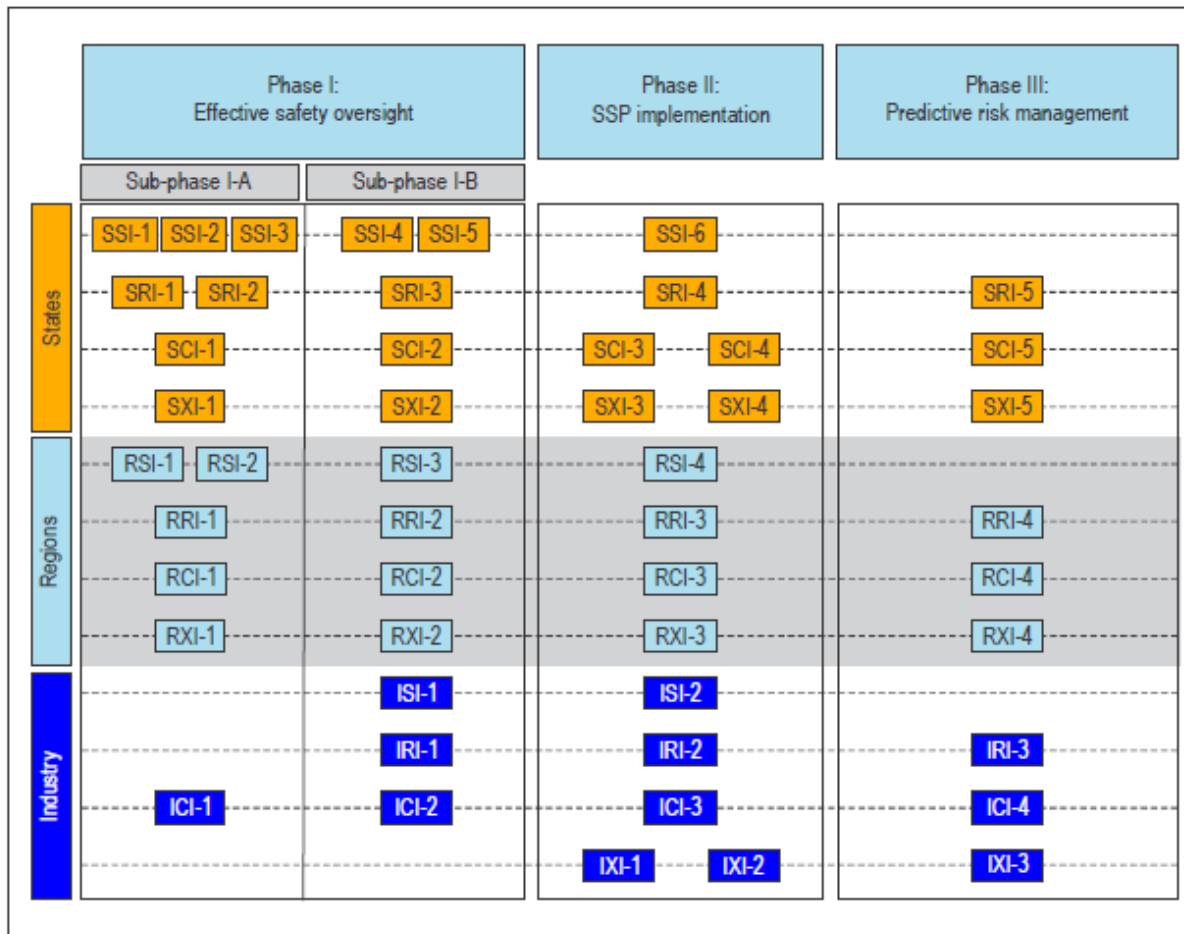 Phase I:
Effective safety oversight
Phase II:
SSP implementation
Phase III:
Predictive risk management
Sub-phase I-A
Sub-phase I-B
States
SSI-1 SSI-2 SSI-3 SSI-4 SSI-5 SSI-6
SRI-1 SRI-2 SRI-3 SRI-4 SRI-5
SCI-1 SCI-2 SCI-3 SCI-4 SCI-5
SXI-1 SXI-2 SXI-3 SXI-4 SXI-5
Regions
RSI-1 RSI-2 RSI-3 RSI-4
RRI-1 RRI-2 RRI-3 RRI-4
RCI-1 RCI-2 RCI-3 RCI-4
RXI-1 RXI-2 RXI-3 RXI-4
Industry
ISI-1 ISI-2
IRI-1 IRI-2 IRI-3
ICI-1 ICI-2 ICI-3 ICI-4
IXI-1 IXI-2 IXI-3